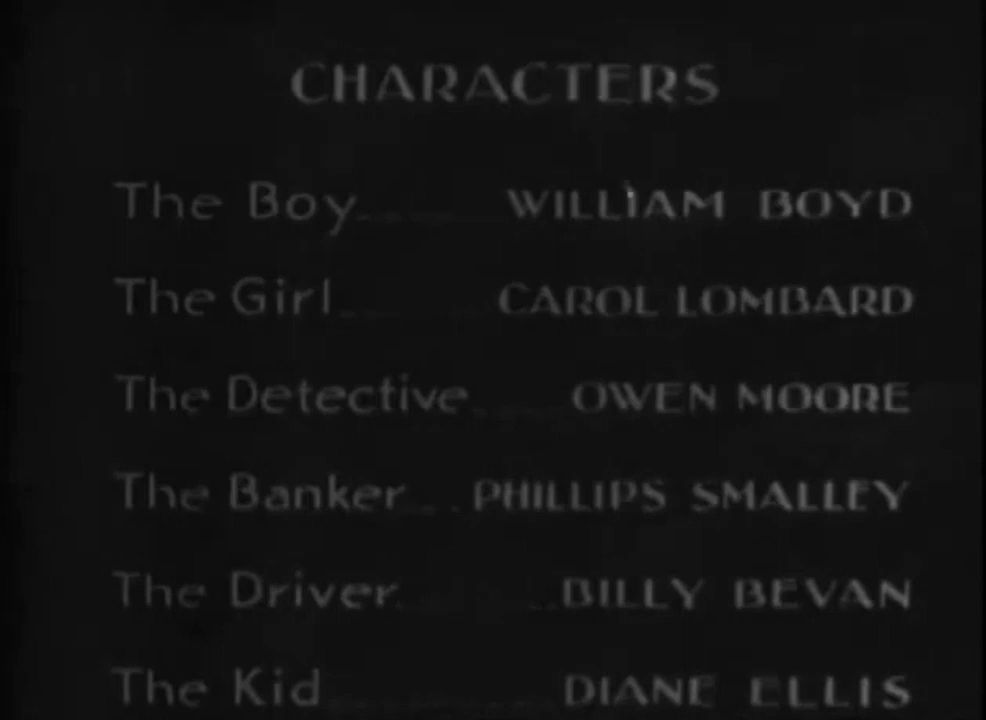 CHARACTERS
The Boy WILLIAM BOYD
The Girl CAROL LOMBARD
The Detective OWEN MOORE
The Banker PHILLIPS SMALLEY
The Driver BILLY BEVAN
The Kid DIANE ELLIS